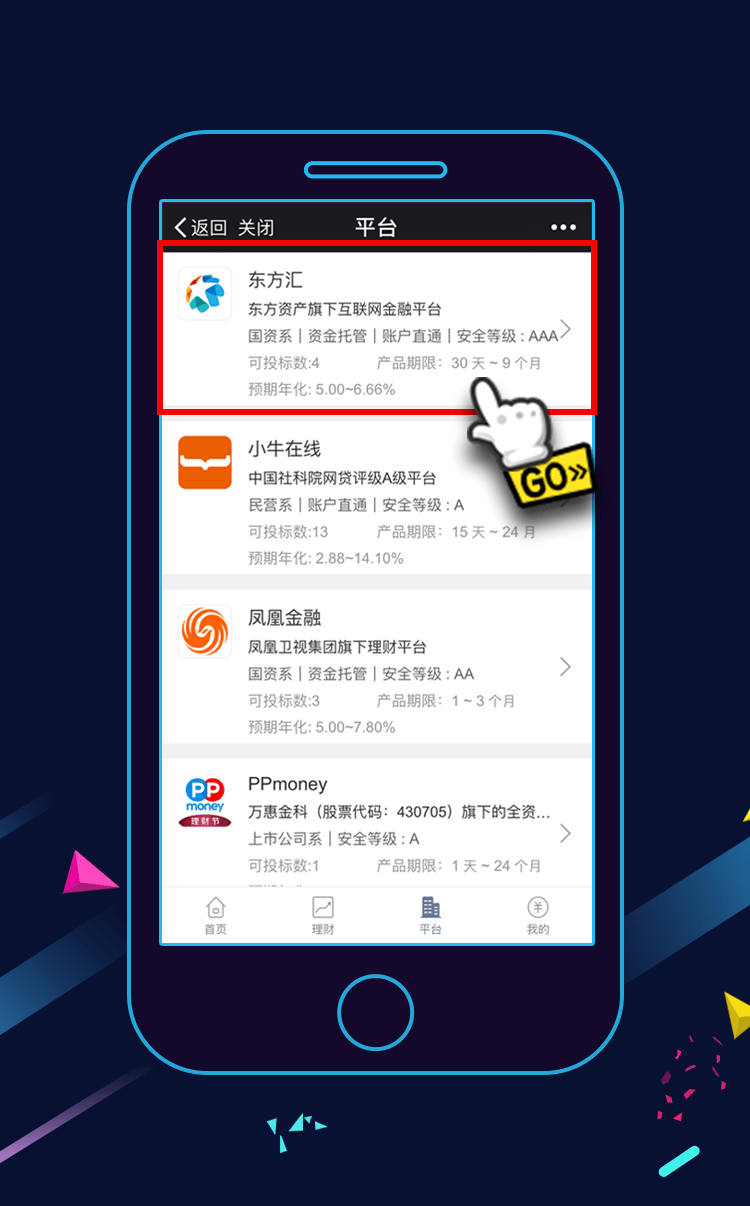 返回 关闭 平台
东方汇
东方资产旗下互联网金融平台
国资系｜资金托管｜账户直通｜安全等级 : AAA
可投标数:4 产品期限: 30 天 ~ 9 个月
预期年化: 5.00~6.66%
GO»
小牛在线
中国社科院网贷评级A级平台
民营系｜账户直通｜安全等级 : A
可投标数:13 产品期限: 15 天 ~ 24 月
预期年化: 2.88~14.10%
凤凰金融
凤凰卫视集团旗下理财平台
国资系｜资金托管｜安全等级 : AA
可投标数:3 产品期限: 1 ~ 3 个月
预期年化: 5.00~7.80%
PP
money
理财节
PPmoney
万惠金科（股票代码：430705）旗下的全资…
上市公司系｜安全等级 : A
可投标数:1 产品期限: 1 天 ~ 24 个月
首页 理财 平台 我的